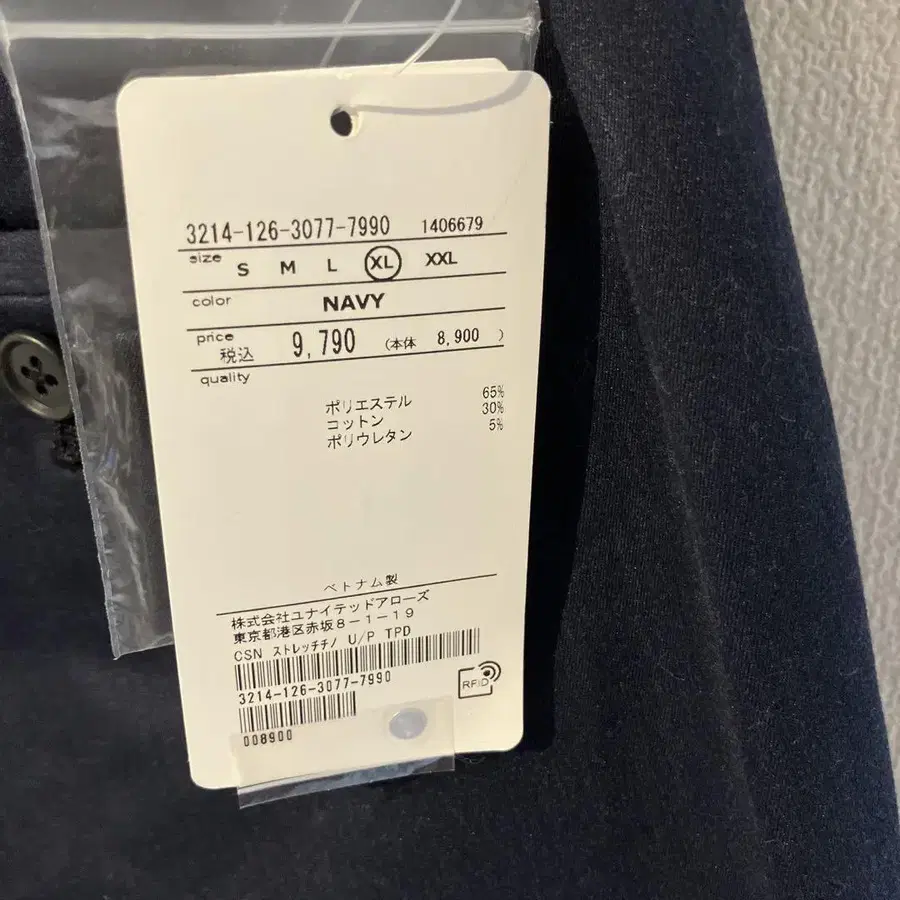 3214-126-3077-7990 1406679
size S M L XL XXL
color NAVY
price 税込 9,790 (本体 8,900 )
quality
ポリエステル 65%
コットン 30%
ポリウレタン 5%
ベトナム製
株式会社ユナイテッドアローズ
東京都港区赤坂8-1-19
CSN ストレッチチノ U/P TPD
3214-126-3077-7990
RFID
008900